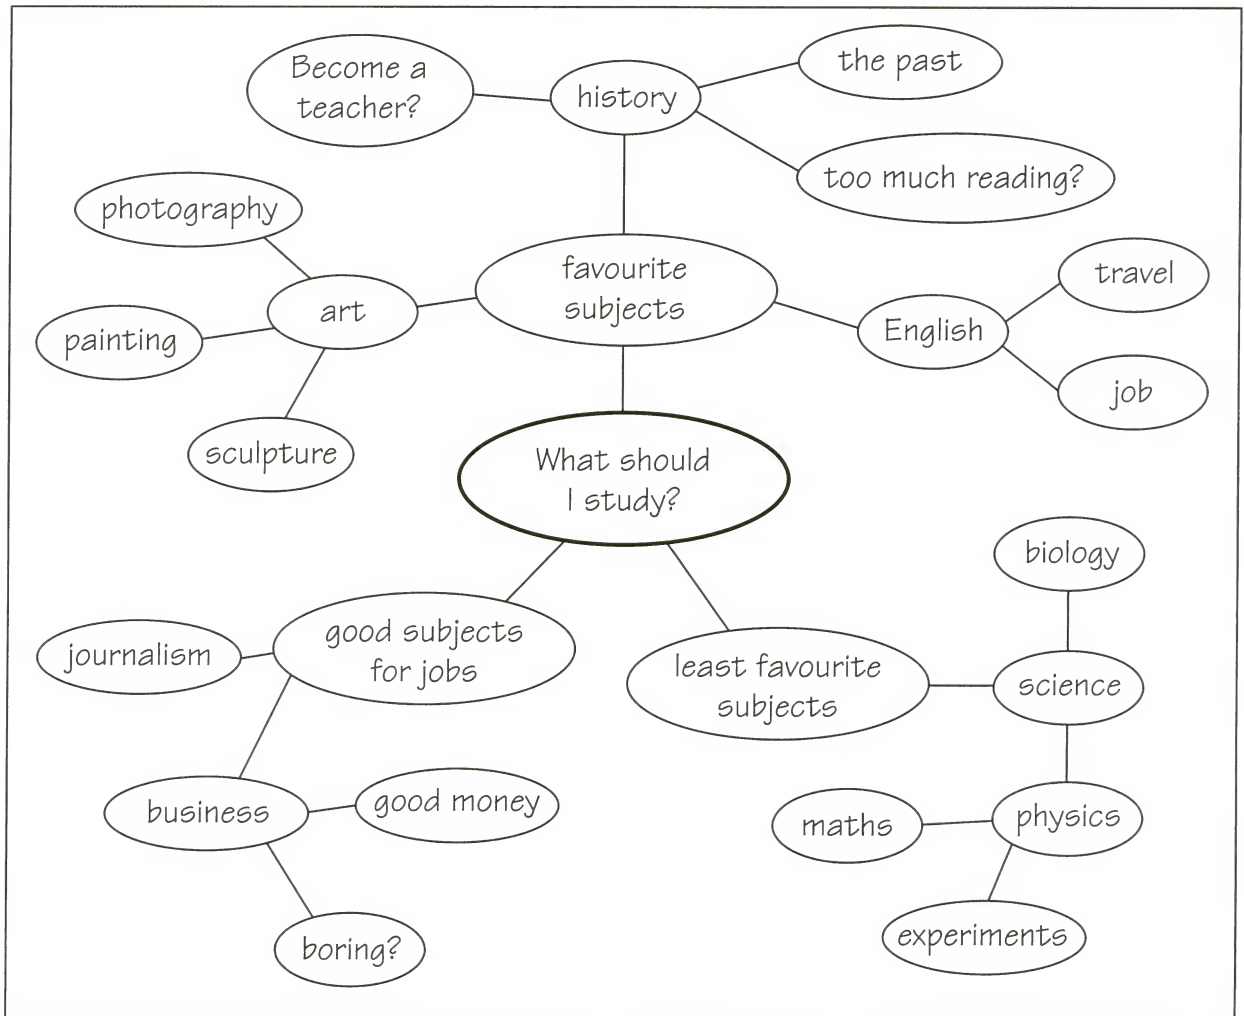 Become a
teacher?
history
the past
too much reading?
photography
favourite
subjects
travel
art
English
painting
job
sculpture
What should
I study?
biology
good subjects
for jobs
journalism
least favourite
subjects
science
business
good money
maths
physics
boring?
experiments